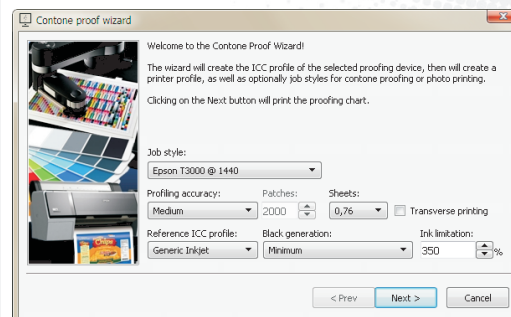 Contone proof wizard
Welcome to the Contone Proof Wizard!
The wizard will create the ICC profile of the selected proofing device, then will create a
printer profile, as well as optionally job styles for contone proofing or photo printing.
Clicking on the Next button will print the proofing chart.
Job style:
Epson T3000 @ 1440
Profiling accuracy: Patches: Sheets:
Medium 2000 0,76 Transverse printing
Reference ICC profile: Black generation: Ink limitation:
Generic Inkjet Minimum 350 %
< Prev Next > Cancel